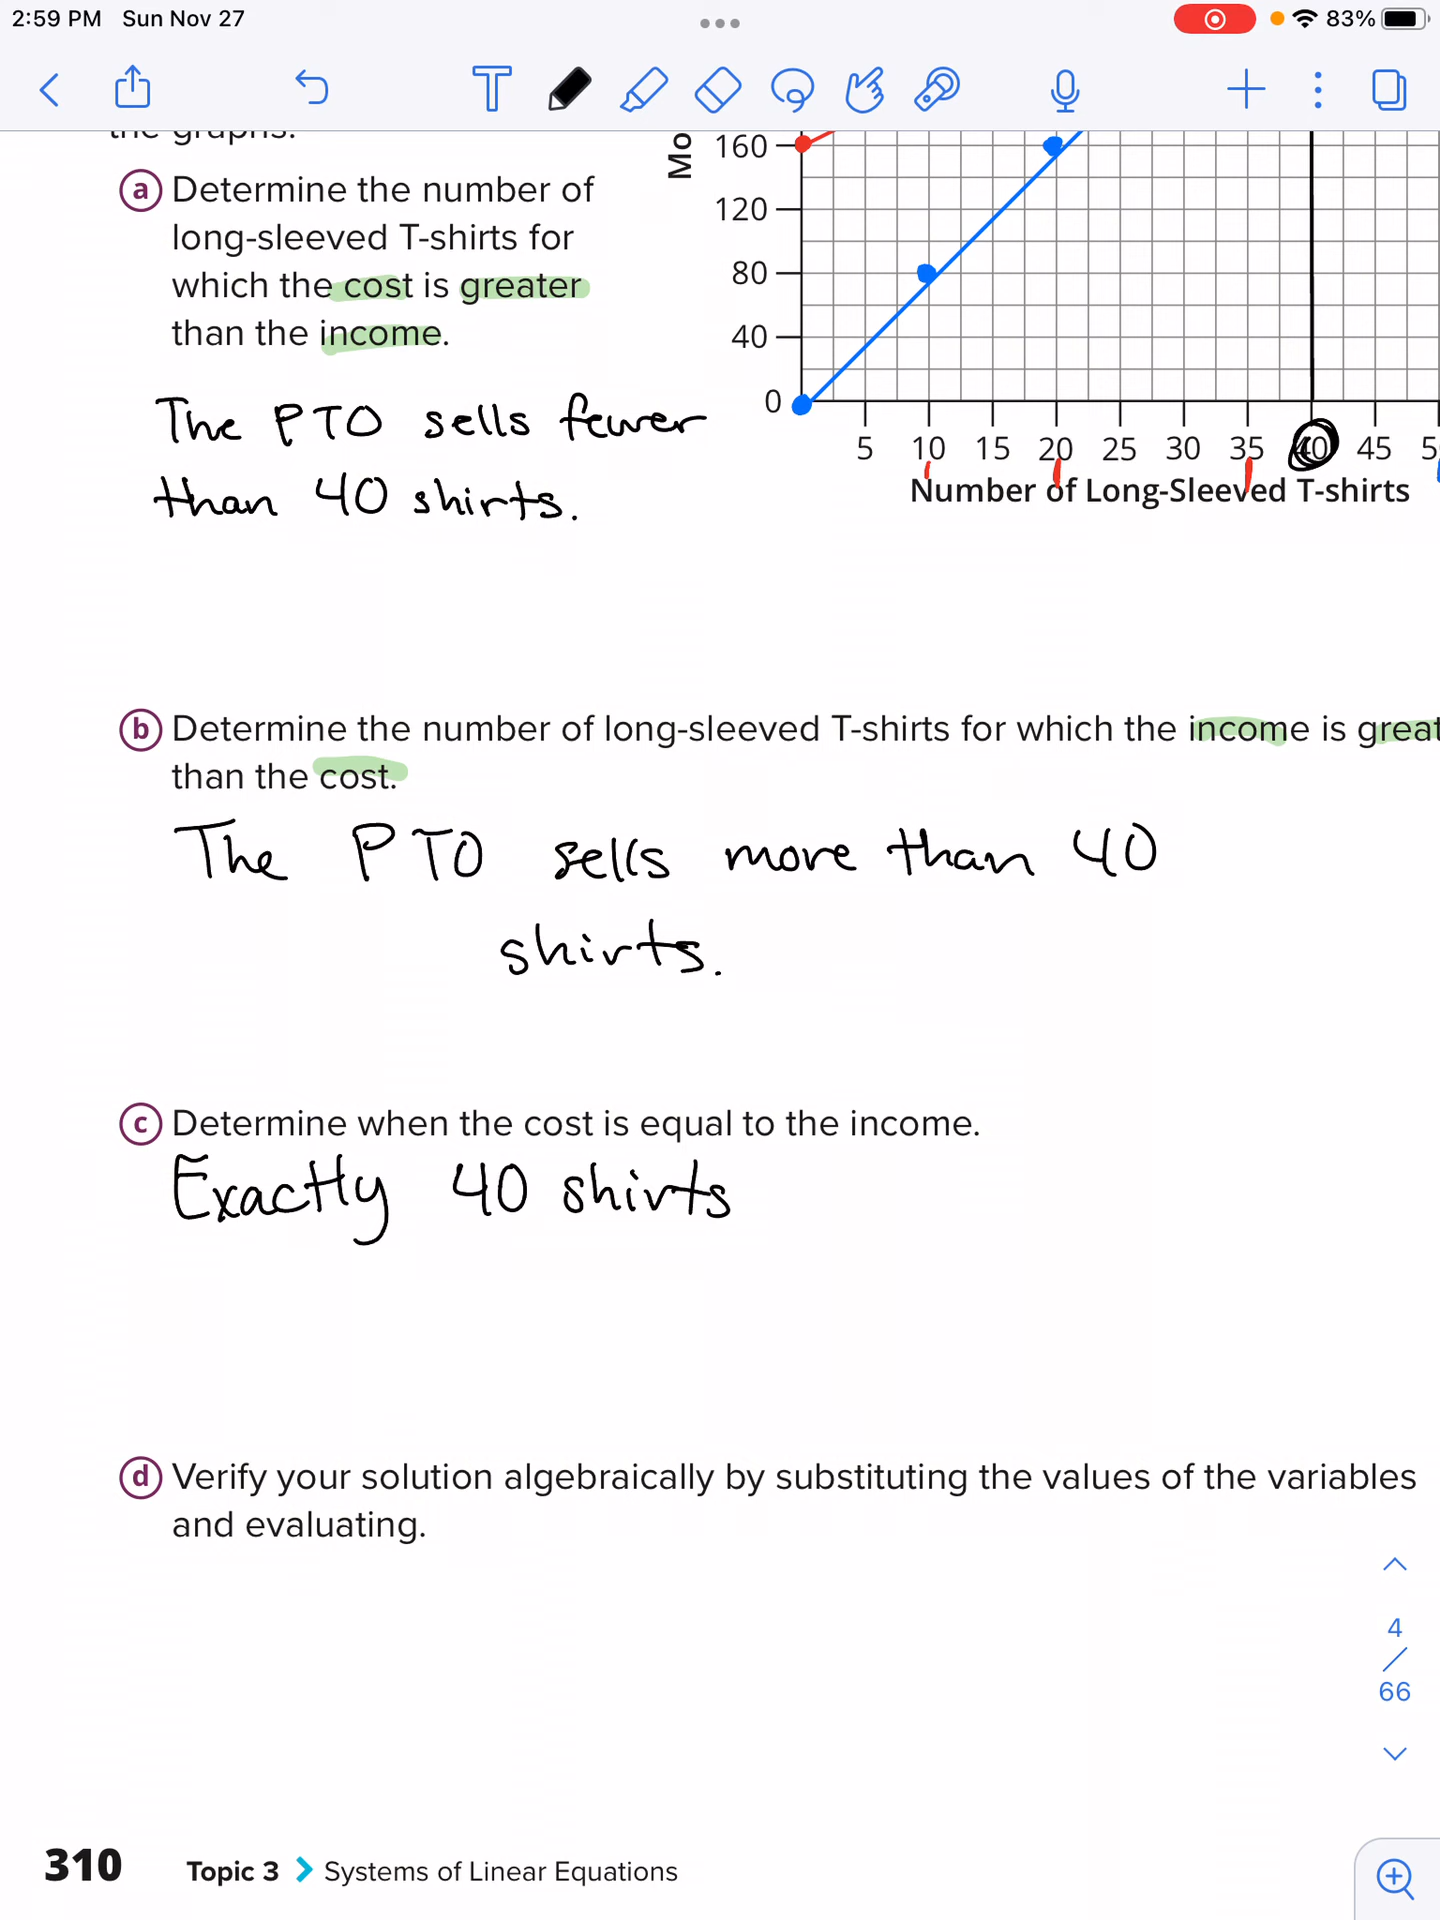 2:59 PM Sun Nov 27
83%
the graphs.
a Determine the number of
long-sleeved T-shirts for
which the cost is greater
than the income.
The PTO sells fewer
than 40 shirts.
Mo
160
120
80
40
0
5 10 15 20 25 30 35 40 45 5
Number of Long-Sleeved T-shirts
b Determine the number of long-sleeved T-shirts for which the income is great
than the cost.
The PTO sells more than 40
shirts.
c Determine when the cost is equal to the income.
Exactly 40 shirts
d Verify your solution algebraically by substituting the values of the variables
and evaluating.
4
/
66
310 Topic 3 Systems of Linear Equations